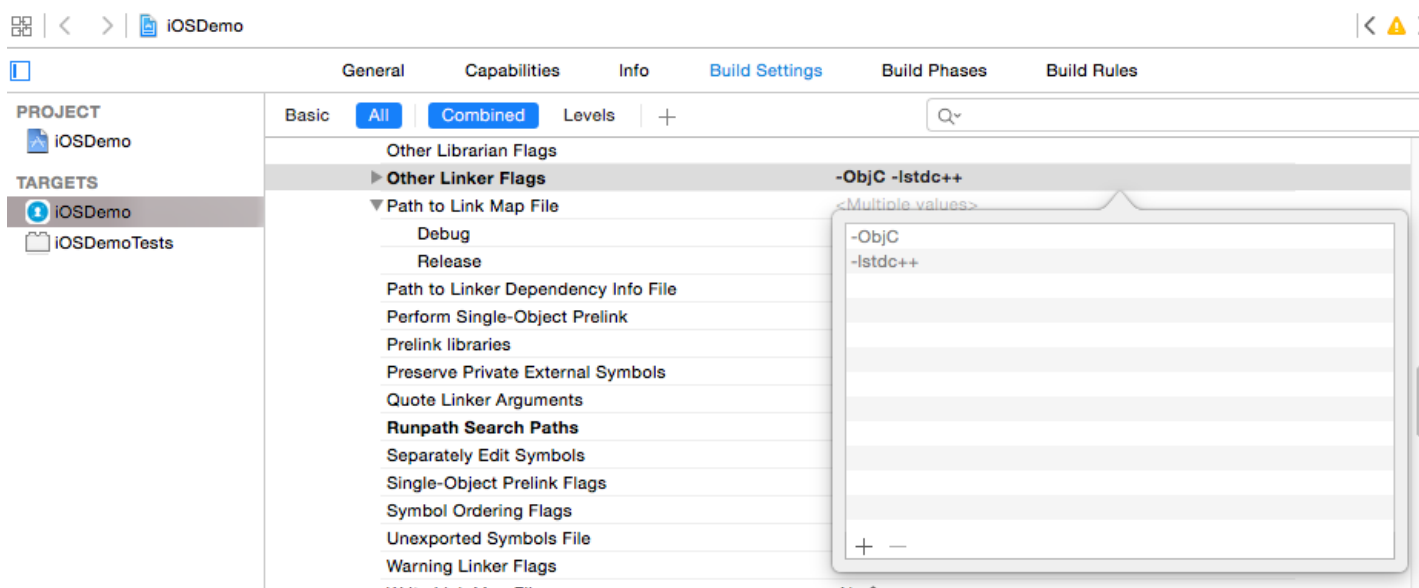 iOSDemo
General Capabilities Info Build Settings Build Phases Build Rules
PROJECT
iOSDemo
TARGETS
iOSDemo
iOSDemoTests
Basic All Combined Levels
Other Librarian Flags
Other Linker Flags -ObjC -lstdc++
Path to Link Map File <Multiple values>
Debug
Release
Path to Linker Dependency Info File
Perform Single-Object Prelink
Prelink libraries
Preserve Private External Symbols
Quote Linker Arguments
Runpath Search Paths
Separately Edit Symbols
Single-Object Prelink Flags
Symbol Ordering Flags
Unexported Symbols File
Warning Linker Flags
-ObjC
-lstdc++